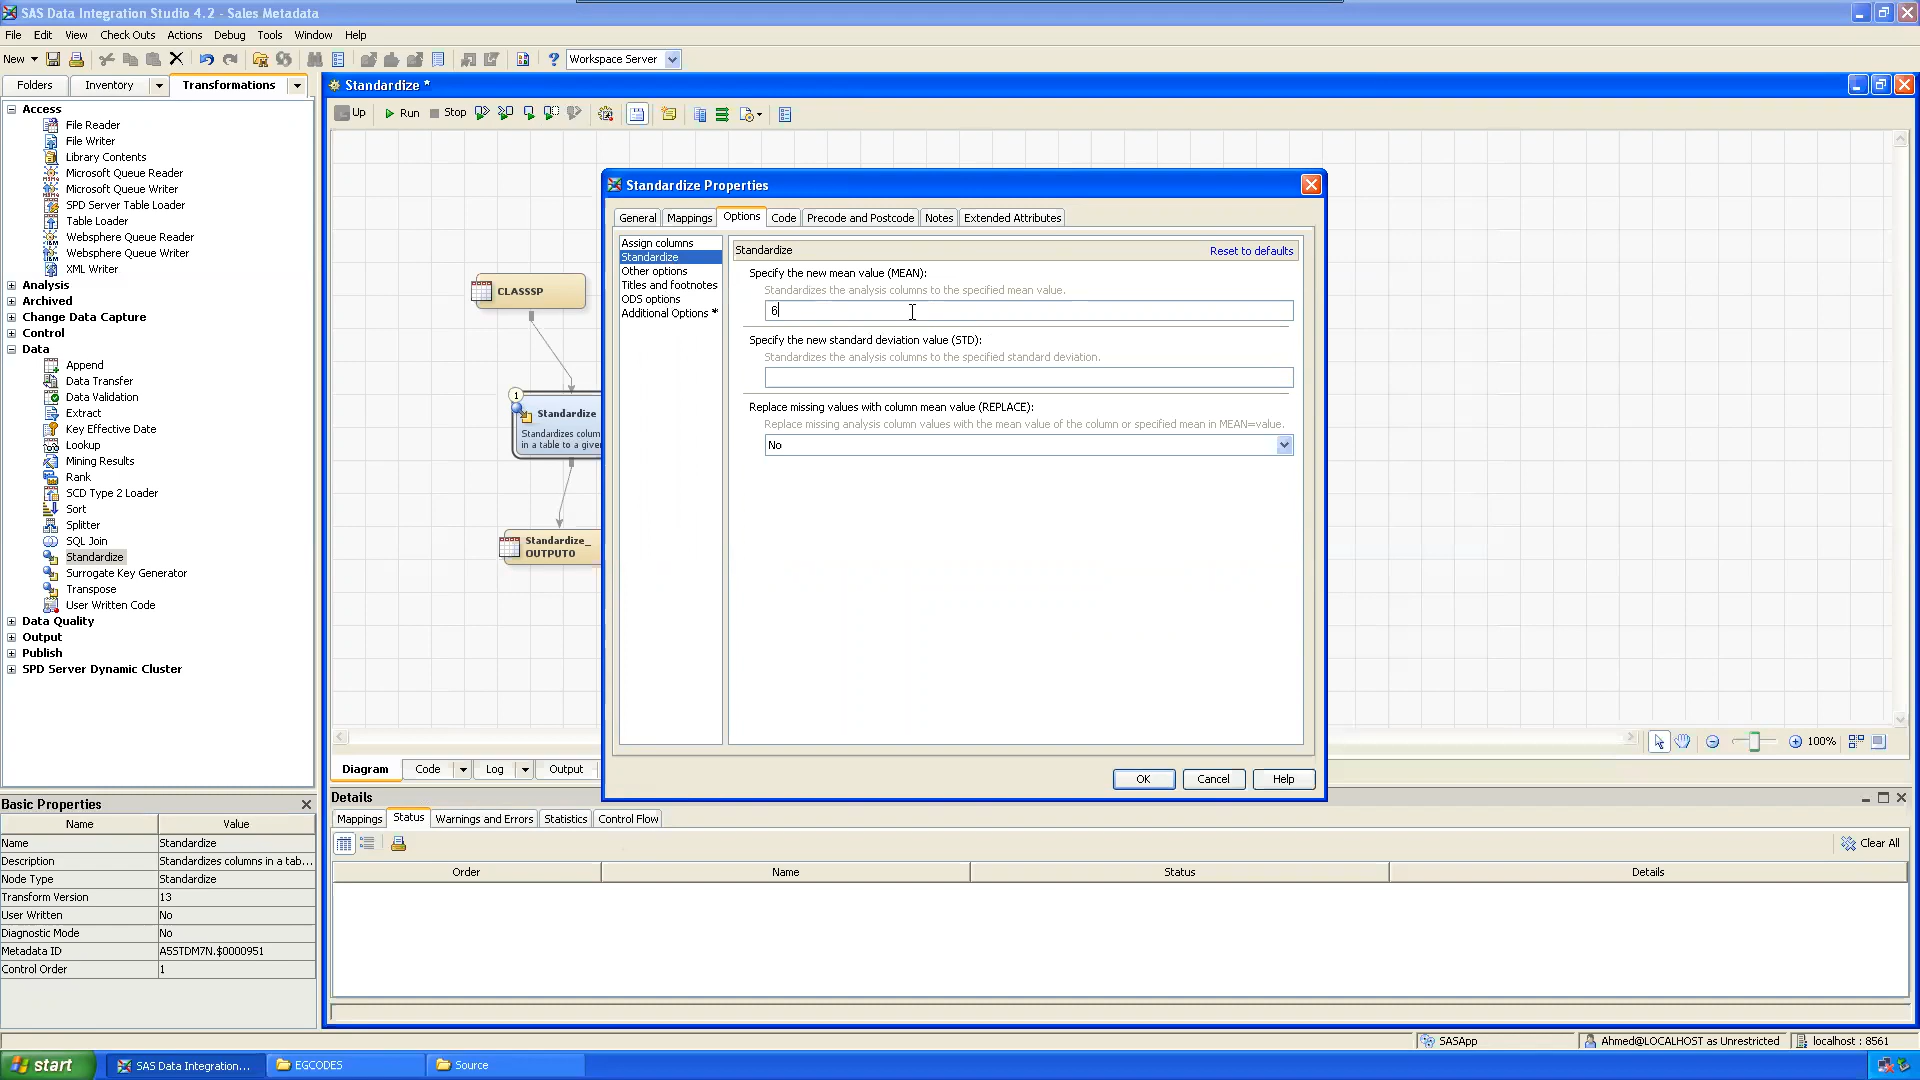 SAS Data Integration Studio 4.2 - Sales Metadata
File Edit View Check Outs Actions Debug Tools Window Help
New Workspace Server
Folders Inventory Transformations
Access
File Reader
File Writer
Library Contents
Microsoft Queue Reader
Microsoft Queue Writer
SPD Server Table Loader
Table Loader
Websphere Queue Reader
Websphere Queue Writer
XML Writer
Analysis
Archived
Change Data Capture
Control
Data
Append
Data Transfer
Data Validation
Extract
Key Effective Date
Lookup
Mining Results
Rank
SCD Type 2 Loader
Sort
Splitter
SQL Join
Standardize
Surrogate Key Generator
Transpose
User Written Code
Data Quality
Output
Publish
SPD Server Dynamic Cluster
Basic Properties
Name Value
Name Standardize
Description Standardizes columns in a tab...
Node Type Standardize
Transform Version 13
User Written No
Diagnostic Mode No
Metadata ID A5STDM7N.$0000951
Control Order 1
Standardize *
Up Run Stop
CLASSSP
1
Standardize
Standardizes colum
in a table to a given
Standardize_
OUTPUT0
Standardize Properties
General Mappings Options Code Precode and Postcode Notes Extended Attributes
Assign columns
Standardize
Other options
Titles and footnotes
ODS options
Additional Options *
Standardize Reset to defaults
Specify the new mean value (MEAN):
Standardizes the analysis columns to the specified mean value.
6
Specify the new standard deviation value (STD):
Standardizes the analysis columns to the specified standard deviation.
Replace missing values with column mean value (REPLACE):
Replace missing analysis column values with the mean value of the column or specified mean in MEAN=value.
No
OK Cancel Help
100%
Diagram Code Log Output
Details
Mappings Status Warnings and Errors Statistics Control Flow
Clear All
Order Name Status Details
SASApp Ahmed@LOCALHOST as Unrestricted localhost : 8561
start SAS Data Integration... EGCODES Source